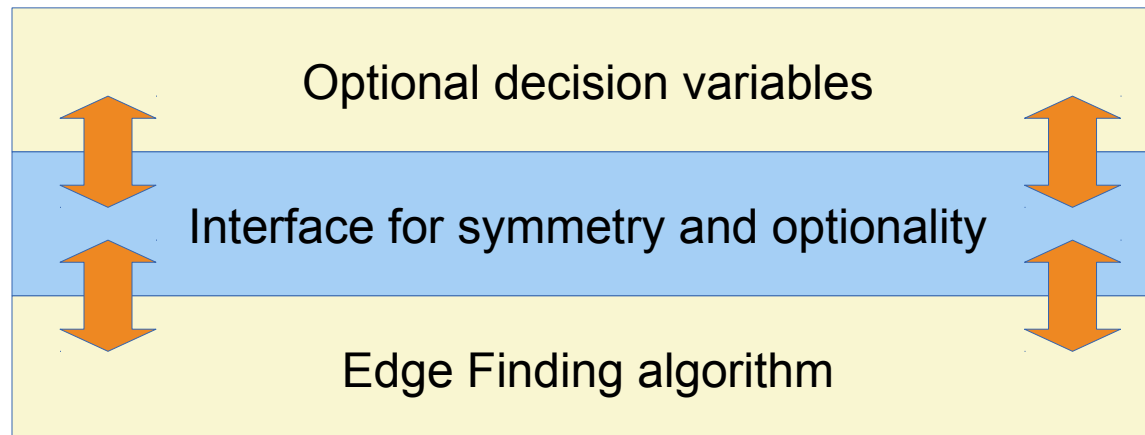 Optional decision variables
Interface for symmetry and optionality
Edge Finding algorithm